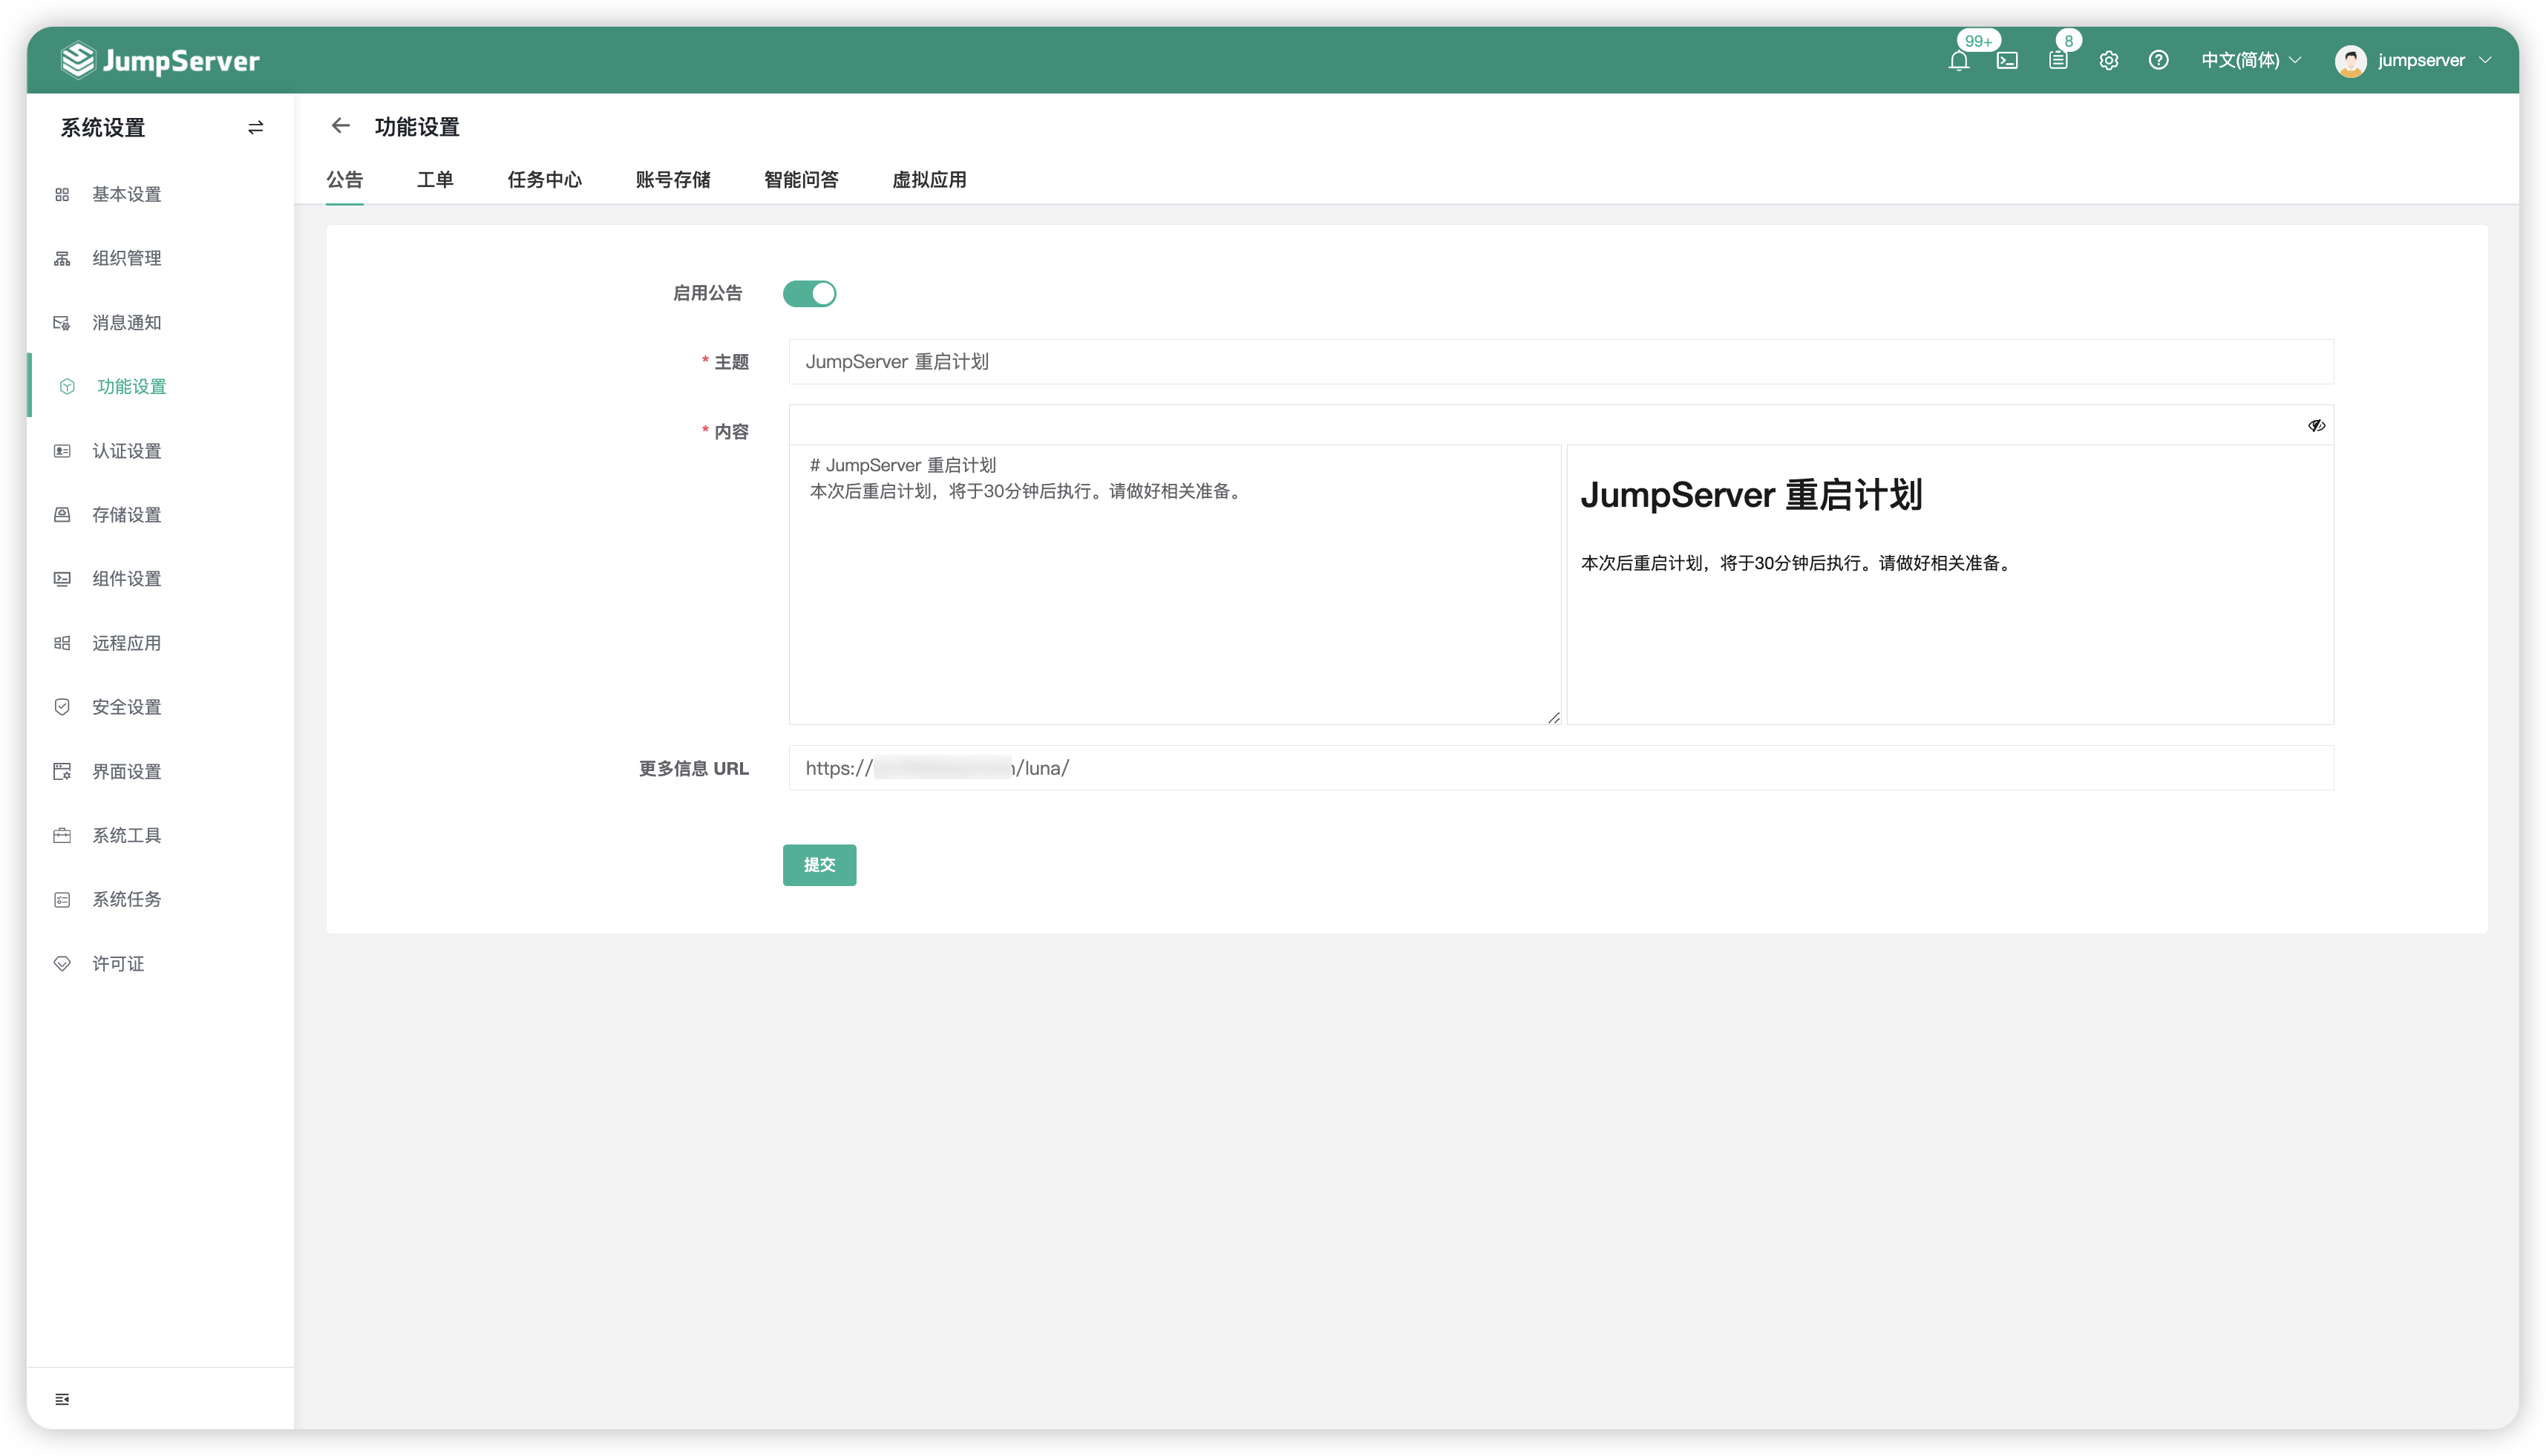 JumpServer
99+
8
中文(简体)
jumpserver
系统设置
基本设置
组织管理
消息通知
功能设置
认证设置
存储设置
组件设置
远程应用
安全设置
界面设置
系统工具
系统任务
许可证
功能设置
公告 工单 任务中心 账号存储 智能问答 虚拟应用
启用公告
* 主题
JumpServer 重启计划
* 内容
# JumpServer 重启计划
本次后重启计划，将于30分钟后执行。请做好相关准备。
JumpServer 重启计划
本次后重启计划，将于30分钟后执行。请做好相关准备。
更多信息 URL
https:// /luna/
提交